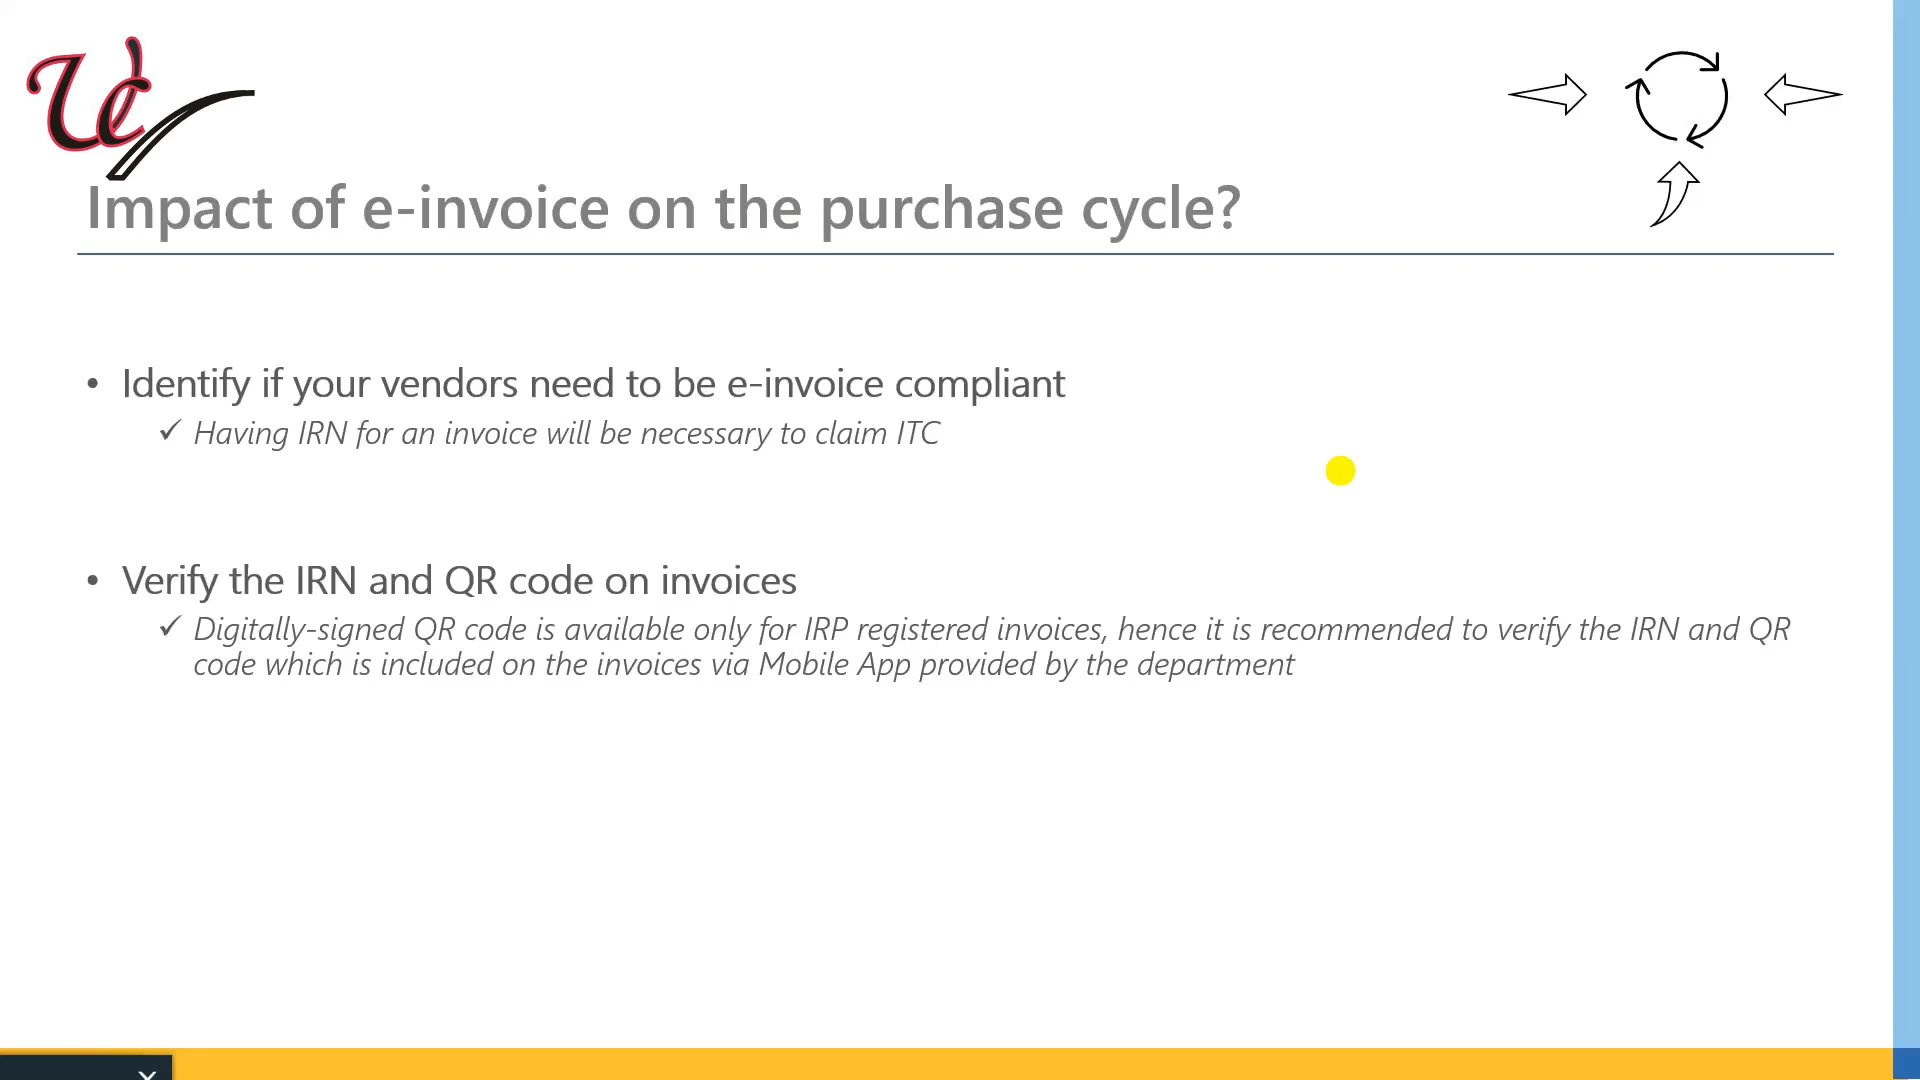 Impact of e-invoice on the purchase cycle?
• Identify if your vendors need to be e-invoice compliant
✓ Having IRN for an invoice will be necessary to claim ITC
• Verify the IRN and QR code on invoices
✓ Digitally-signed QR code is available only for IRP registered invoices, hence it is recommended to verify the IRN and QR
code which is included on the invoices via Mobile App provided by the department